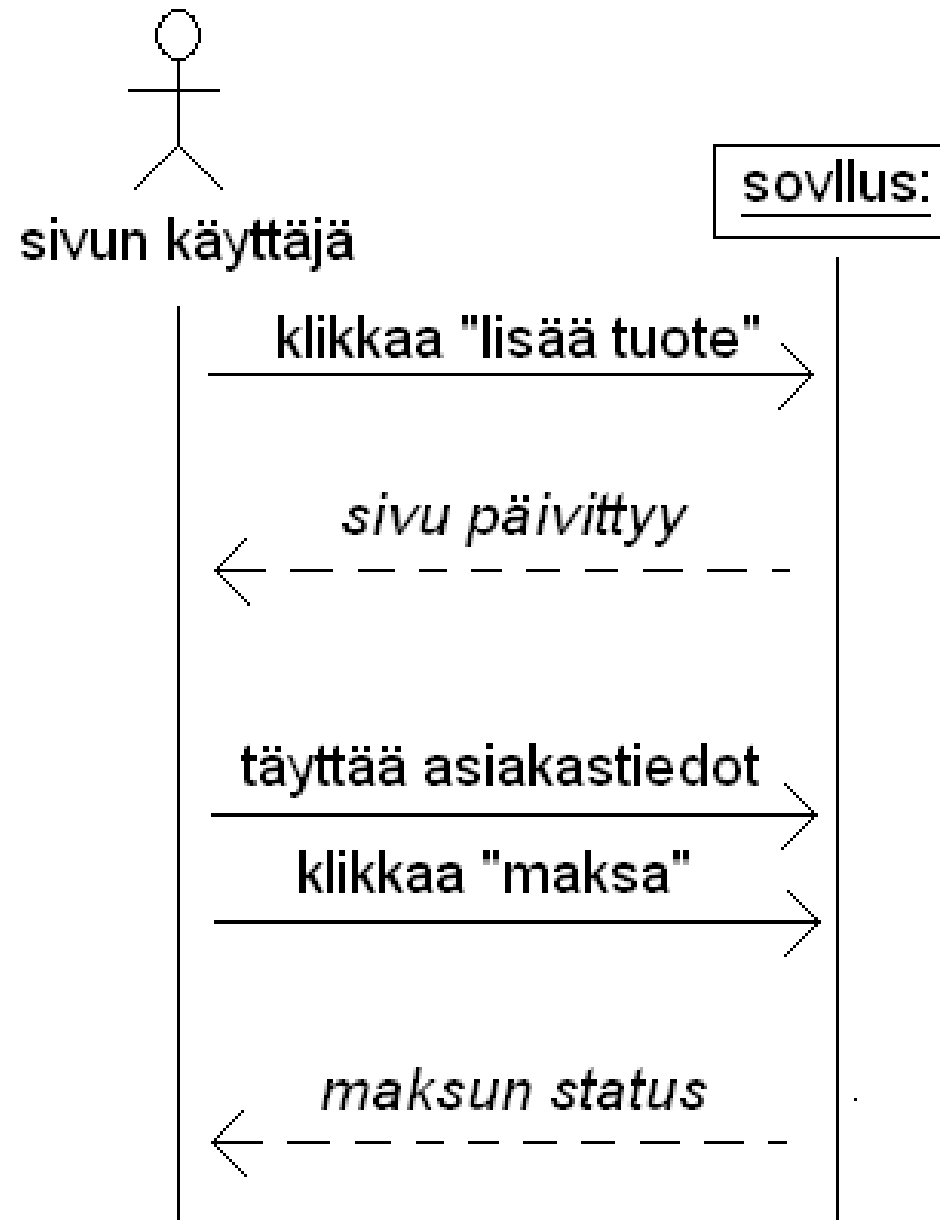 sivun käyttäjä
sovllus:
klikkaa "lisää tuote"
sivu päivittyy
täyttää asiakastiedot
klikkaa "maksa"
maksun status